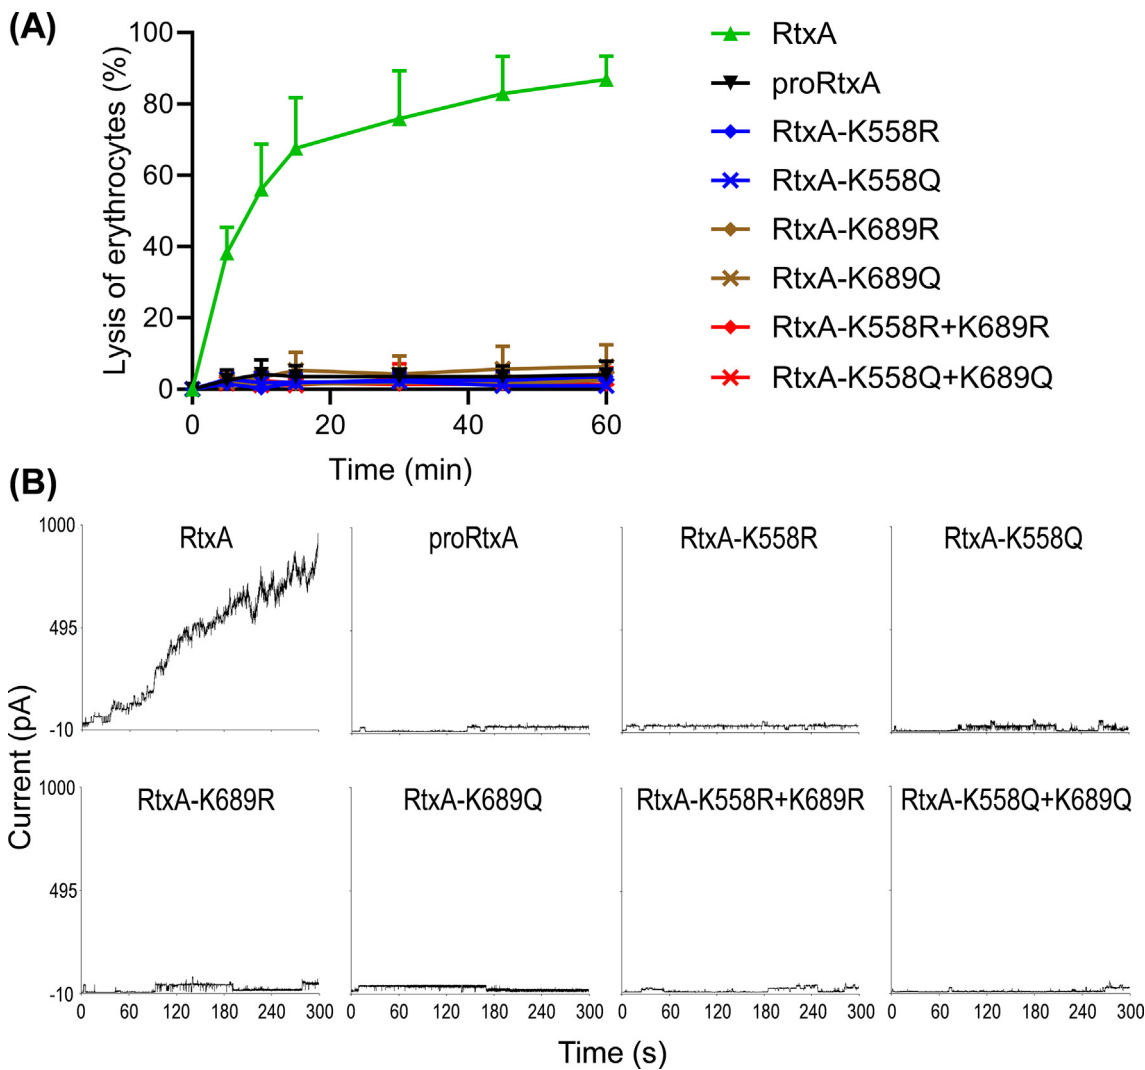 (A)
Lysis of erythrocytes (%)
100
80
60
40
20
0
0
20
40
60
Time (min)
RtxA
proRtxA
RtxA-K558R
RtxA-K558Q
RtxA-K689R
RtxA-K689Q
RtxA-K558R+K689R
RtxA-K558Q+K689Q
(B)
Current (pA)
1000
495
-10
RtxA
proRtxA
RtxA-K558R
RtxA-K558Q
1000
495
-10
RtxA-K689R
RtxA-K689Q
RtxA-K558R+K689R
RtxA-K558Q+K689Q
0 60 120 180 240 300
0 60 120 180 240 300
0 60 120 180 240 300
0 60 120 180 240 300
Time (s)